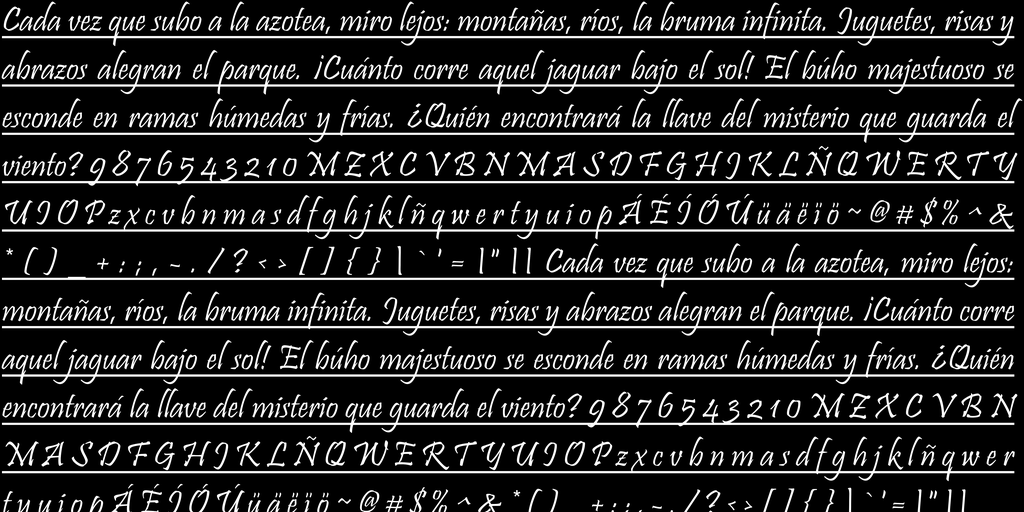 Cada vez que subo a la azotea, miro lejos: montañas, ríos, la bruma infinita. Juguetes, risas y
abrazos alegran el parque. ¡Cuánto corre aquel jaguar bajo el sol! El búho majestuoso se
esconde en ramas húmedas y frías. ¿Quién encontrará la llave del misterio que guarda el
viento? 9 8 7 6 5 4 3 2 1 0 M Z X C V B N M A S D F G H J K L Ñ Q W E R T Y
U I O P z x c v b n m a s d f g h j k l ñ q w e r t y u i o p Á É Í Ó Ú ü ä ë ï ö ~ @ # $ % ^ &
* ( ) _ + : ; , - . / ? < > [ ] { } | ` ' = \ " | | Cada vez que subo a la azotea, miro lejos:
montañas, ríos, la bruma infinita. Juguetes, risas y abrazos alegran el parque. ¡Cuánto corre
aquel jaguar bajo el sol! El búho majestuoso se esconde en ramas húmedas y frías. ¿Quién
encontrará la llave del misterio que guarda el viento? 9 8 7 6 5 4 3 2 1 0 M Z X C V B N
M A S D F G H J K L Ñ Q W E R T Y U I O P z x c v b n m a s d f g h j k l ñ q w e r
t y u i o p Á É Í Ó Ú ü ä ë ï ö ~ @ # $ % ^ & * ( ) _ + : ; , - . / ? < > [ ] { } | ` ' = \ " | |